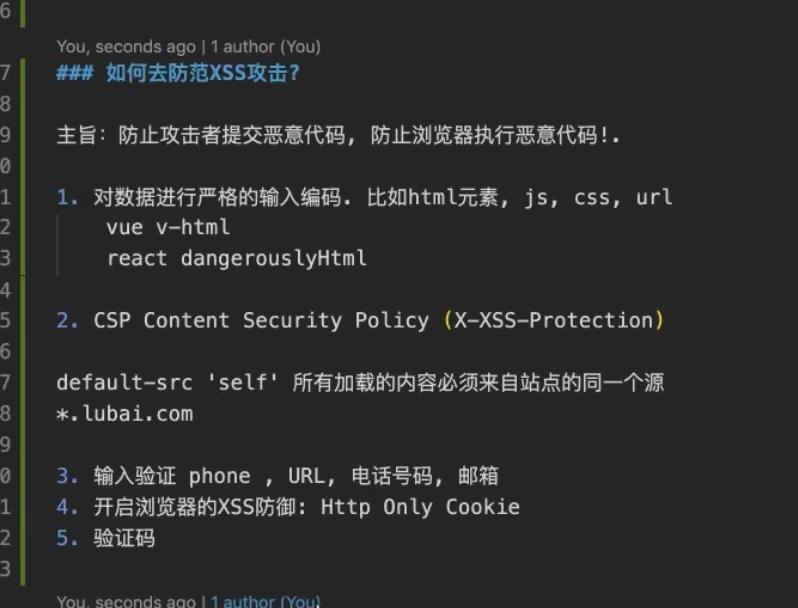 6
You, seconds ago | 1 author (You)
7 ### 如何去防范XSS攻击?
8
9 主旨: 防止攻击者提交恶意代码, 防止浏览器执行恶意代码!.
0
1 1. 对数据进行严格的输入编码. 比如html元素, js, css, url
2 vue v-html
3 react dangerouslyHtml
4
5 2. CSP Content Security Policy (X-XSS-Protection)
6
7 default-src 'self' 所有加载的内容必须来自站点的同一个源
8 *.lubai.com
9
0 3. 输入验证 phone , URL, 电话号码, 邮箱
1 4. 开启浏览器的XSS防御: Http Only Cookie
2 5. 验证码
3
You, seconds ago | 1 author (You)